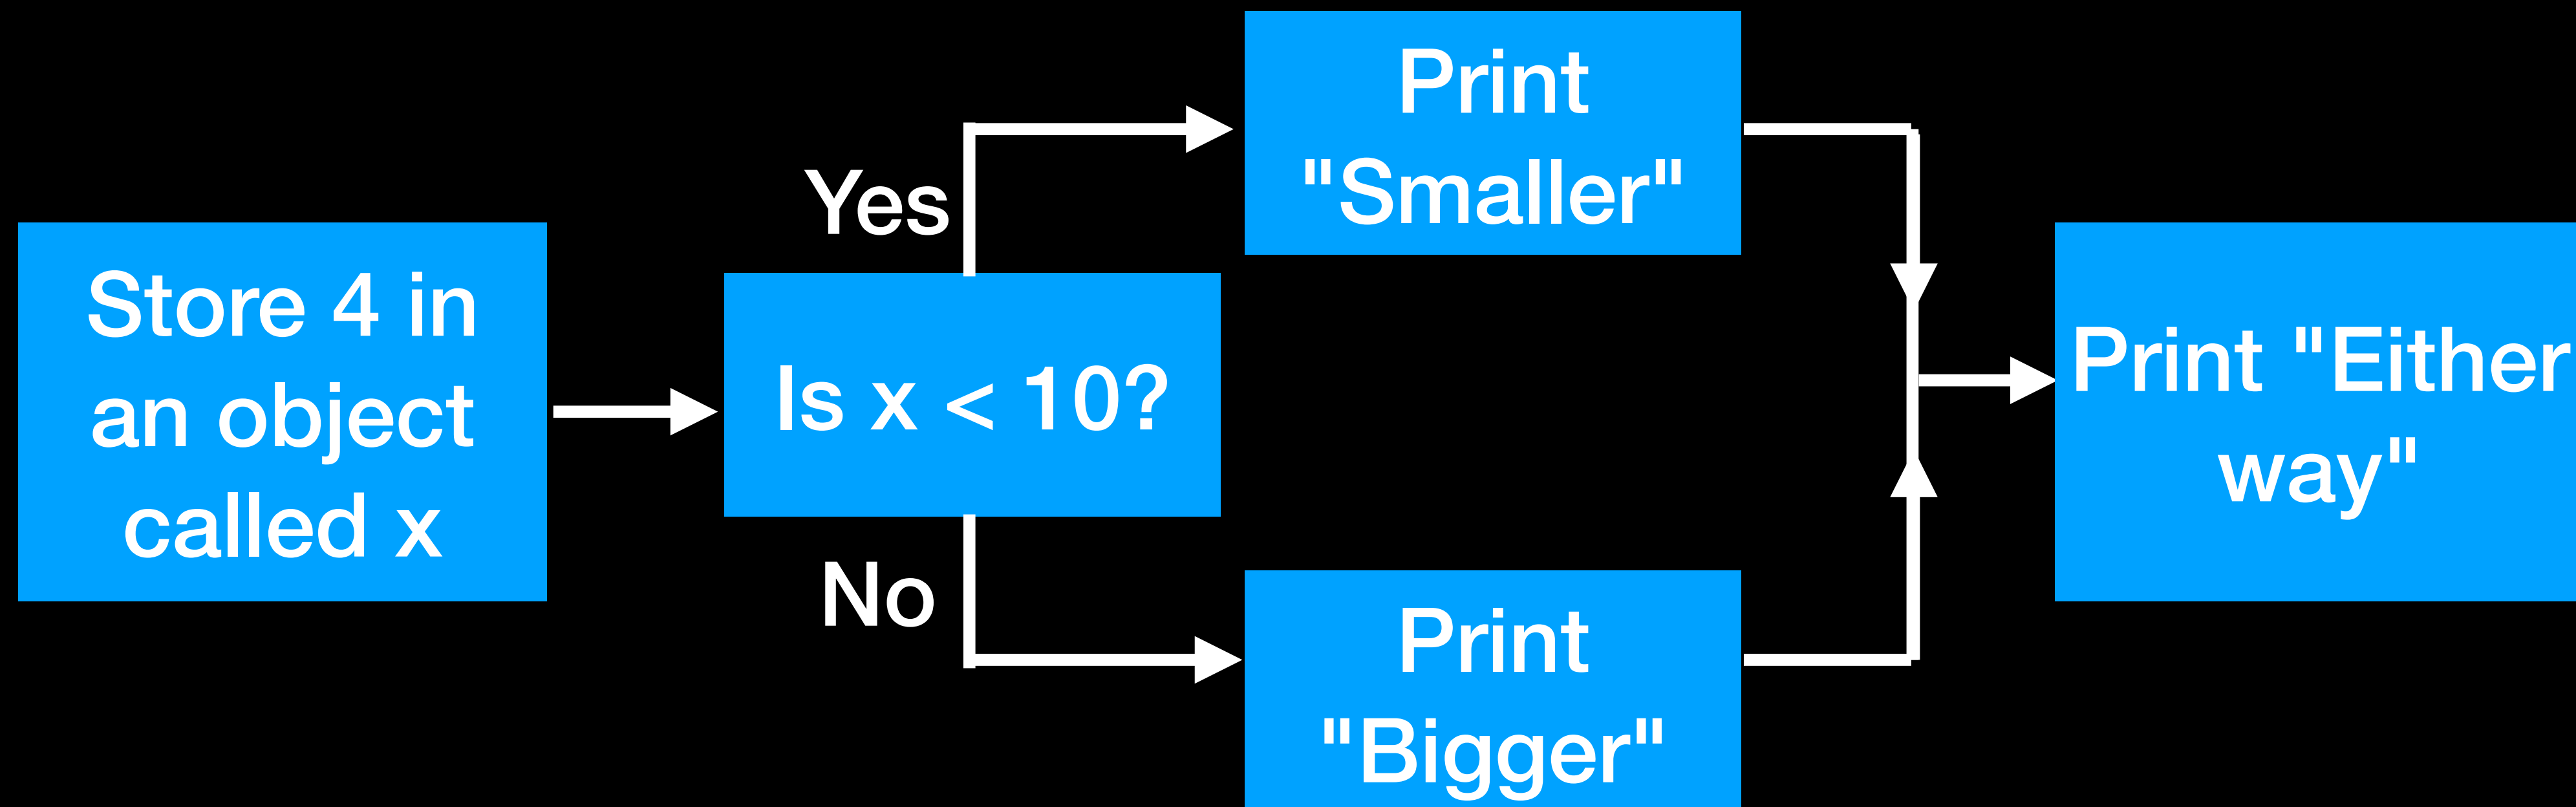 Store 4 in
an object
called x
Is x < 10?
Yes
No
Print
"Smaller"
Print
"Bigger"
Print "Either
way"